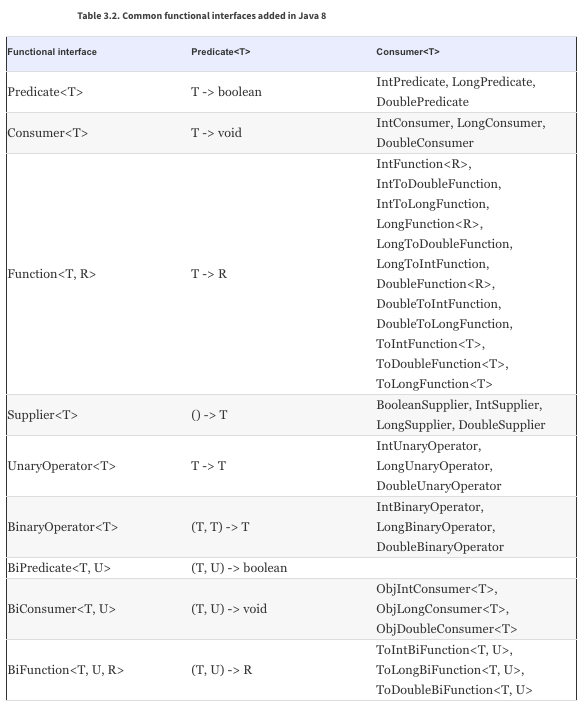 Table 3.2. Common functional interfaces added in Java 8
Functional interface Predicate<T> Consumer<T>
Predicate<T> T -> boolean IntPredicate, LongPredicate,
DoublePredicate
Consumer<T> T -> void IntConsumer, LongConsumer,
DoubleConsumer
Function<T, R> T -> R IntFunction<R>,
IntToDoubleFunction,
IntToLongFunction,
LongFunction<R>,
LongToDoubleFunction,
LongToIntFunction,
DoubleFunction<R>,
DoubleToIntFunction,
DoubleToLongFunction,
ToIntFunction<T>,
ToDoubleFunction<T>,
ToLongFunction<T>
Supplier<T> () -> T BooleanSupplier, IntSupplier,
LongSupplier, DoubleSupplier
UnaryOperator<T> T -> T IntUnaryOperator,
LongUnaryOperator,
DoubleUnaryOperator
BinaryOperator<T> (T, T) -> T IntBinaryOperator,
LongBinaryOperator,
DoubleBinaryOperator
BiPredicate<T, U> (T, U) -> boolean
BiConsumer<T, U> (T, U) -> void ObjIntConsumer<T>,
ObjLongConsumer<T>,
ObjDoubleConsumer<T>
BiFunction<T, U, R> (T, U) -> R ToIntBiFunction<T, U>,
ToLongBiFunction<T, U>,
ToDoubleBiFunction<T, U>